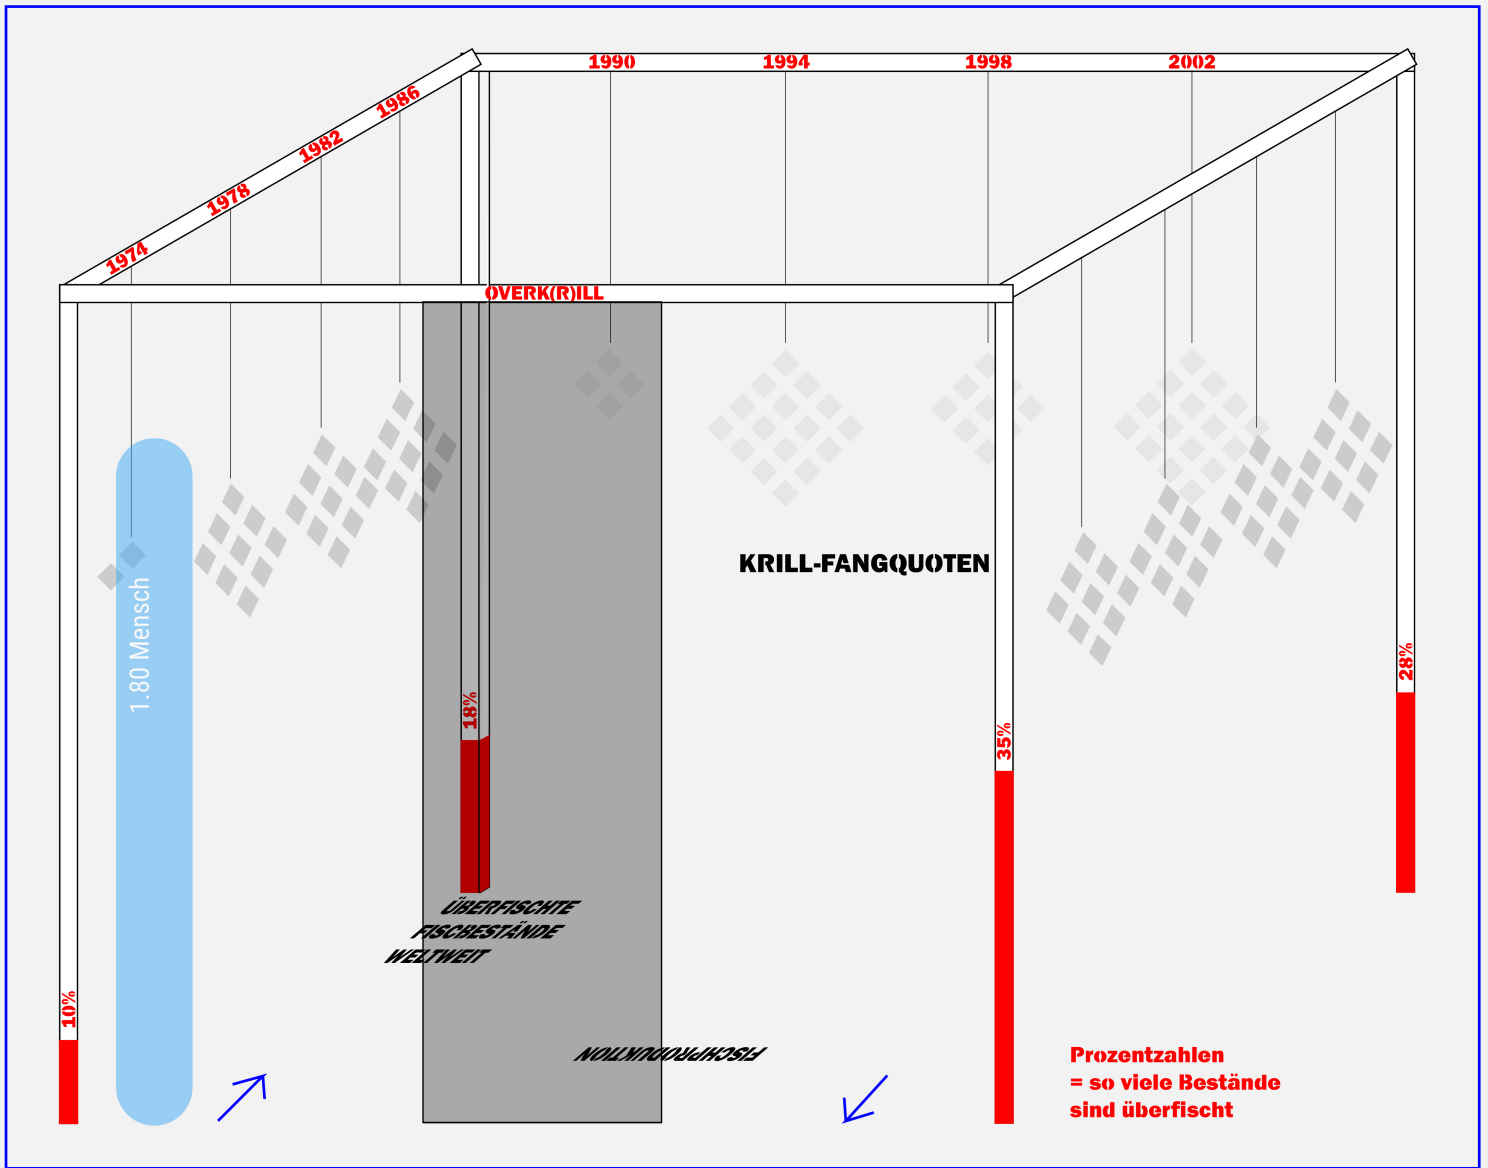 1990
1994
1998
2002
1986
1982
1978
1974
OVERK(R)ILL
KRILL-FANGQUOTEN
1.80 Mensch
28%
18%
35%
ÜBERFISCHTE
FISCBESTÄNDE
WELTWEIT
10%
FISCHPRODUKTION
Prozentzahlen
= so viele Bestände
sind überfischt